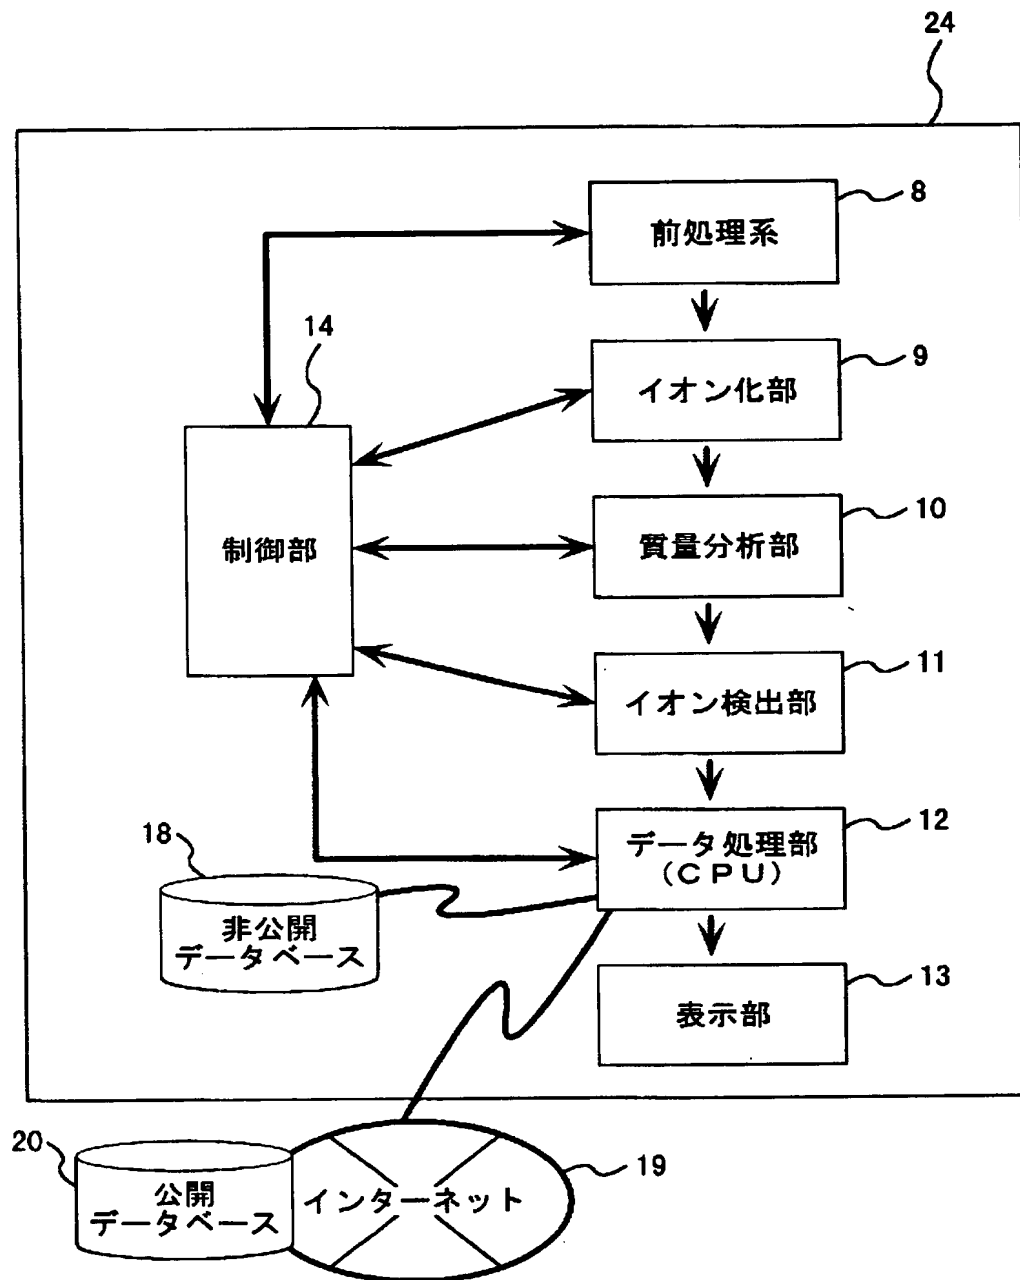 24
前処理系
8
14
イオン化部
9
制御部
質量分析部
10
イオン検出部
11
データ処理部
(CPU)
12
18
非公開
データベース
表示部
13
20
公開
データベース
インターネット
19